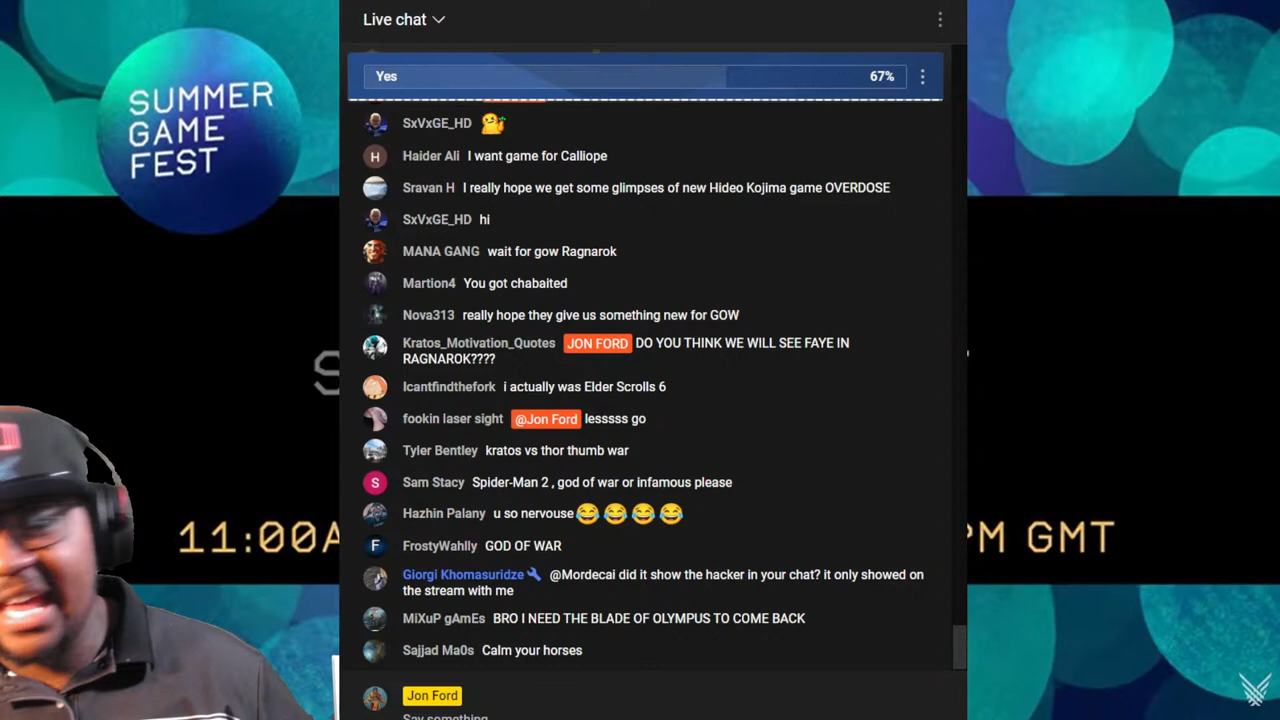 SUMMER
GAME
FEST
Live chat
Yes 67%
SxVxGE_HD
Haider Ali I want game for Calliope
Sravan H I really hope we get some glimpses of new Hideo Kojima game OVERDOSE
SxVxGE_HD hi
MANA GANG wait for gow Ragnarok
Martion4 You got chabaited
Nova313 really hope they give us something new for GOW
Kratos_Motivation_Quotes JON FORD DO YOU THINK WE WILL SEE FAYE IN
RAGNAROK????
Icantfindthefork i actually was Elder Scrolls 6
fookin laser sight @Jon Ford lesssss go
Tyler Bentley kratos vs thor thumb war
S Sam Stacy Spider-Man 2 , god of war or infamous please
Hazhin Palany u so nervouse 😂😂😂😂
F FrostyWahlly GOD OF WAR
Giorgi Khomasuridze @Mordecai did it show the hacker in your chat? it only showed on
the stream with me
MiXuP gAmEs BRO I NEED THE BLADE OF OLYMPUS TO COME BACK
Sajjad Ma0s Calm your horses
Jon Ford
Say something
11:00A
PM GMT